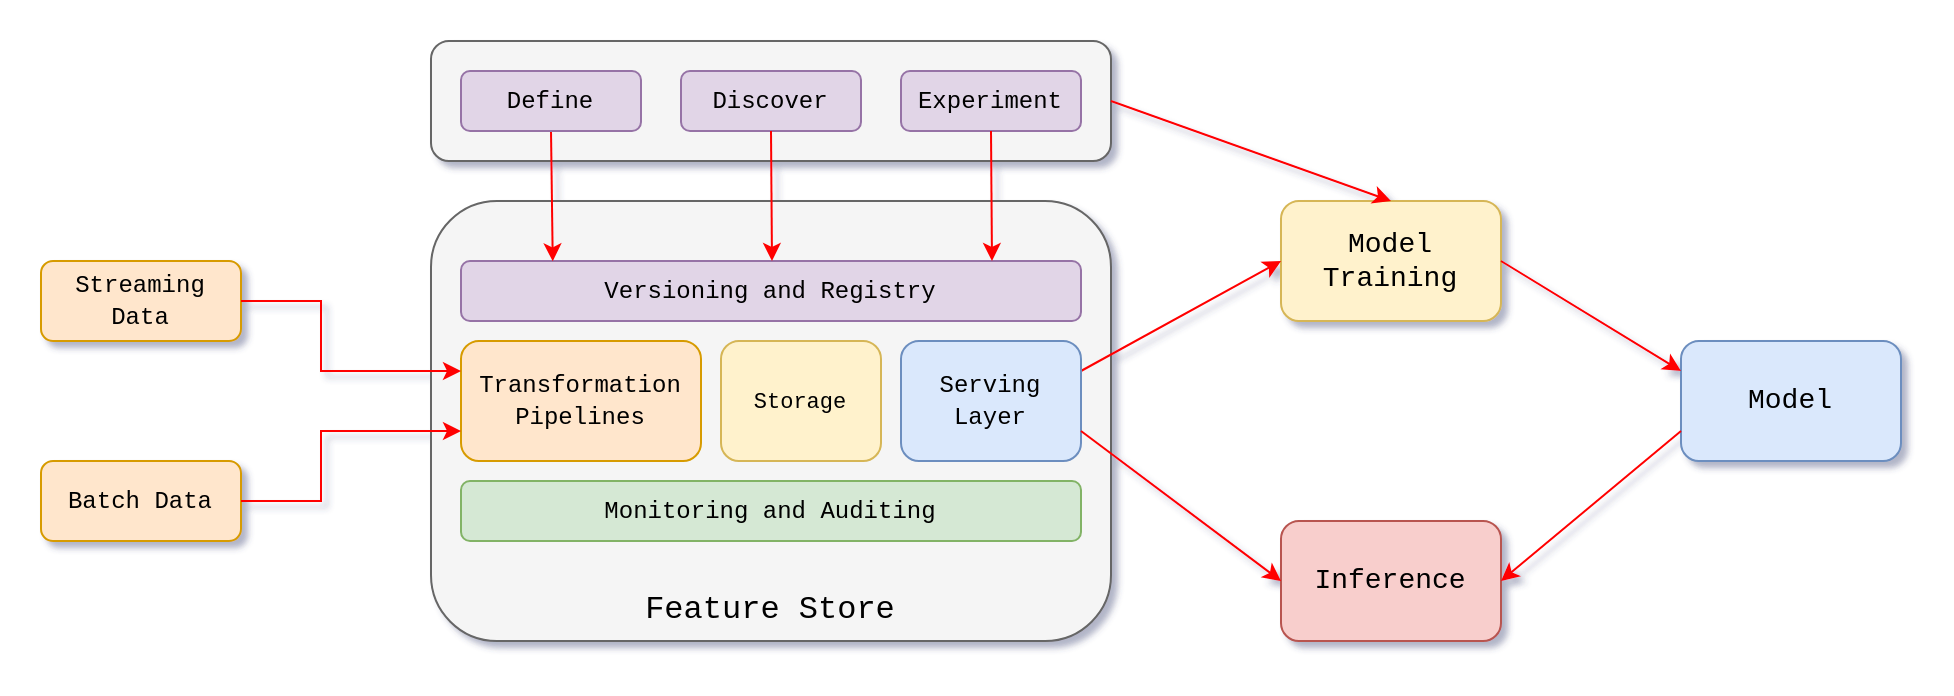 Define
Discover
Experiment
Streaming
Data
Batch Data
Versioning and Registry
Transformation
Pipelines
Storage
Serving
Layer
Monitoring and Auditing
Feature Store
Model
Training
Model
Inference